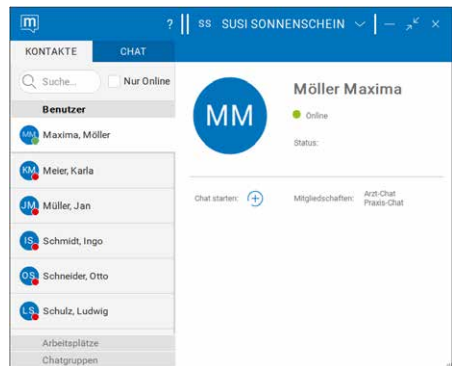 m
? SS SUSI SONNENSCHEIN
KONTAKTE CHAT
Suche... Nur Online
Benutzer
MM Maxima, Möller
KM Meier, Karla
JM Müller, Jan
IS Schmidt, Ingo
OS Schneider, Otto
LS Schulz, Ludwig
Arbeitsplätze
Chatgruppen
MM
Möller Maxima
Online
Status:
Chat starten:
Mitgliedschaften: Arzt-Chat
Praxis-Chat